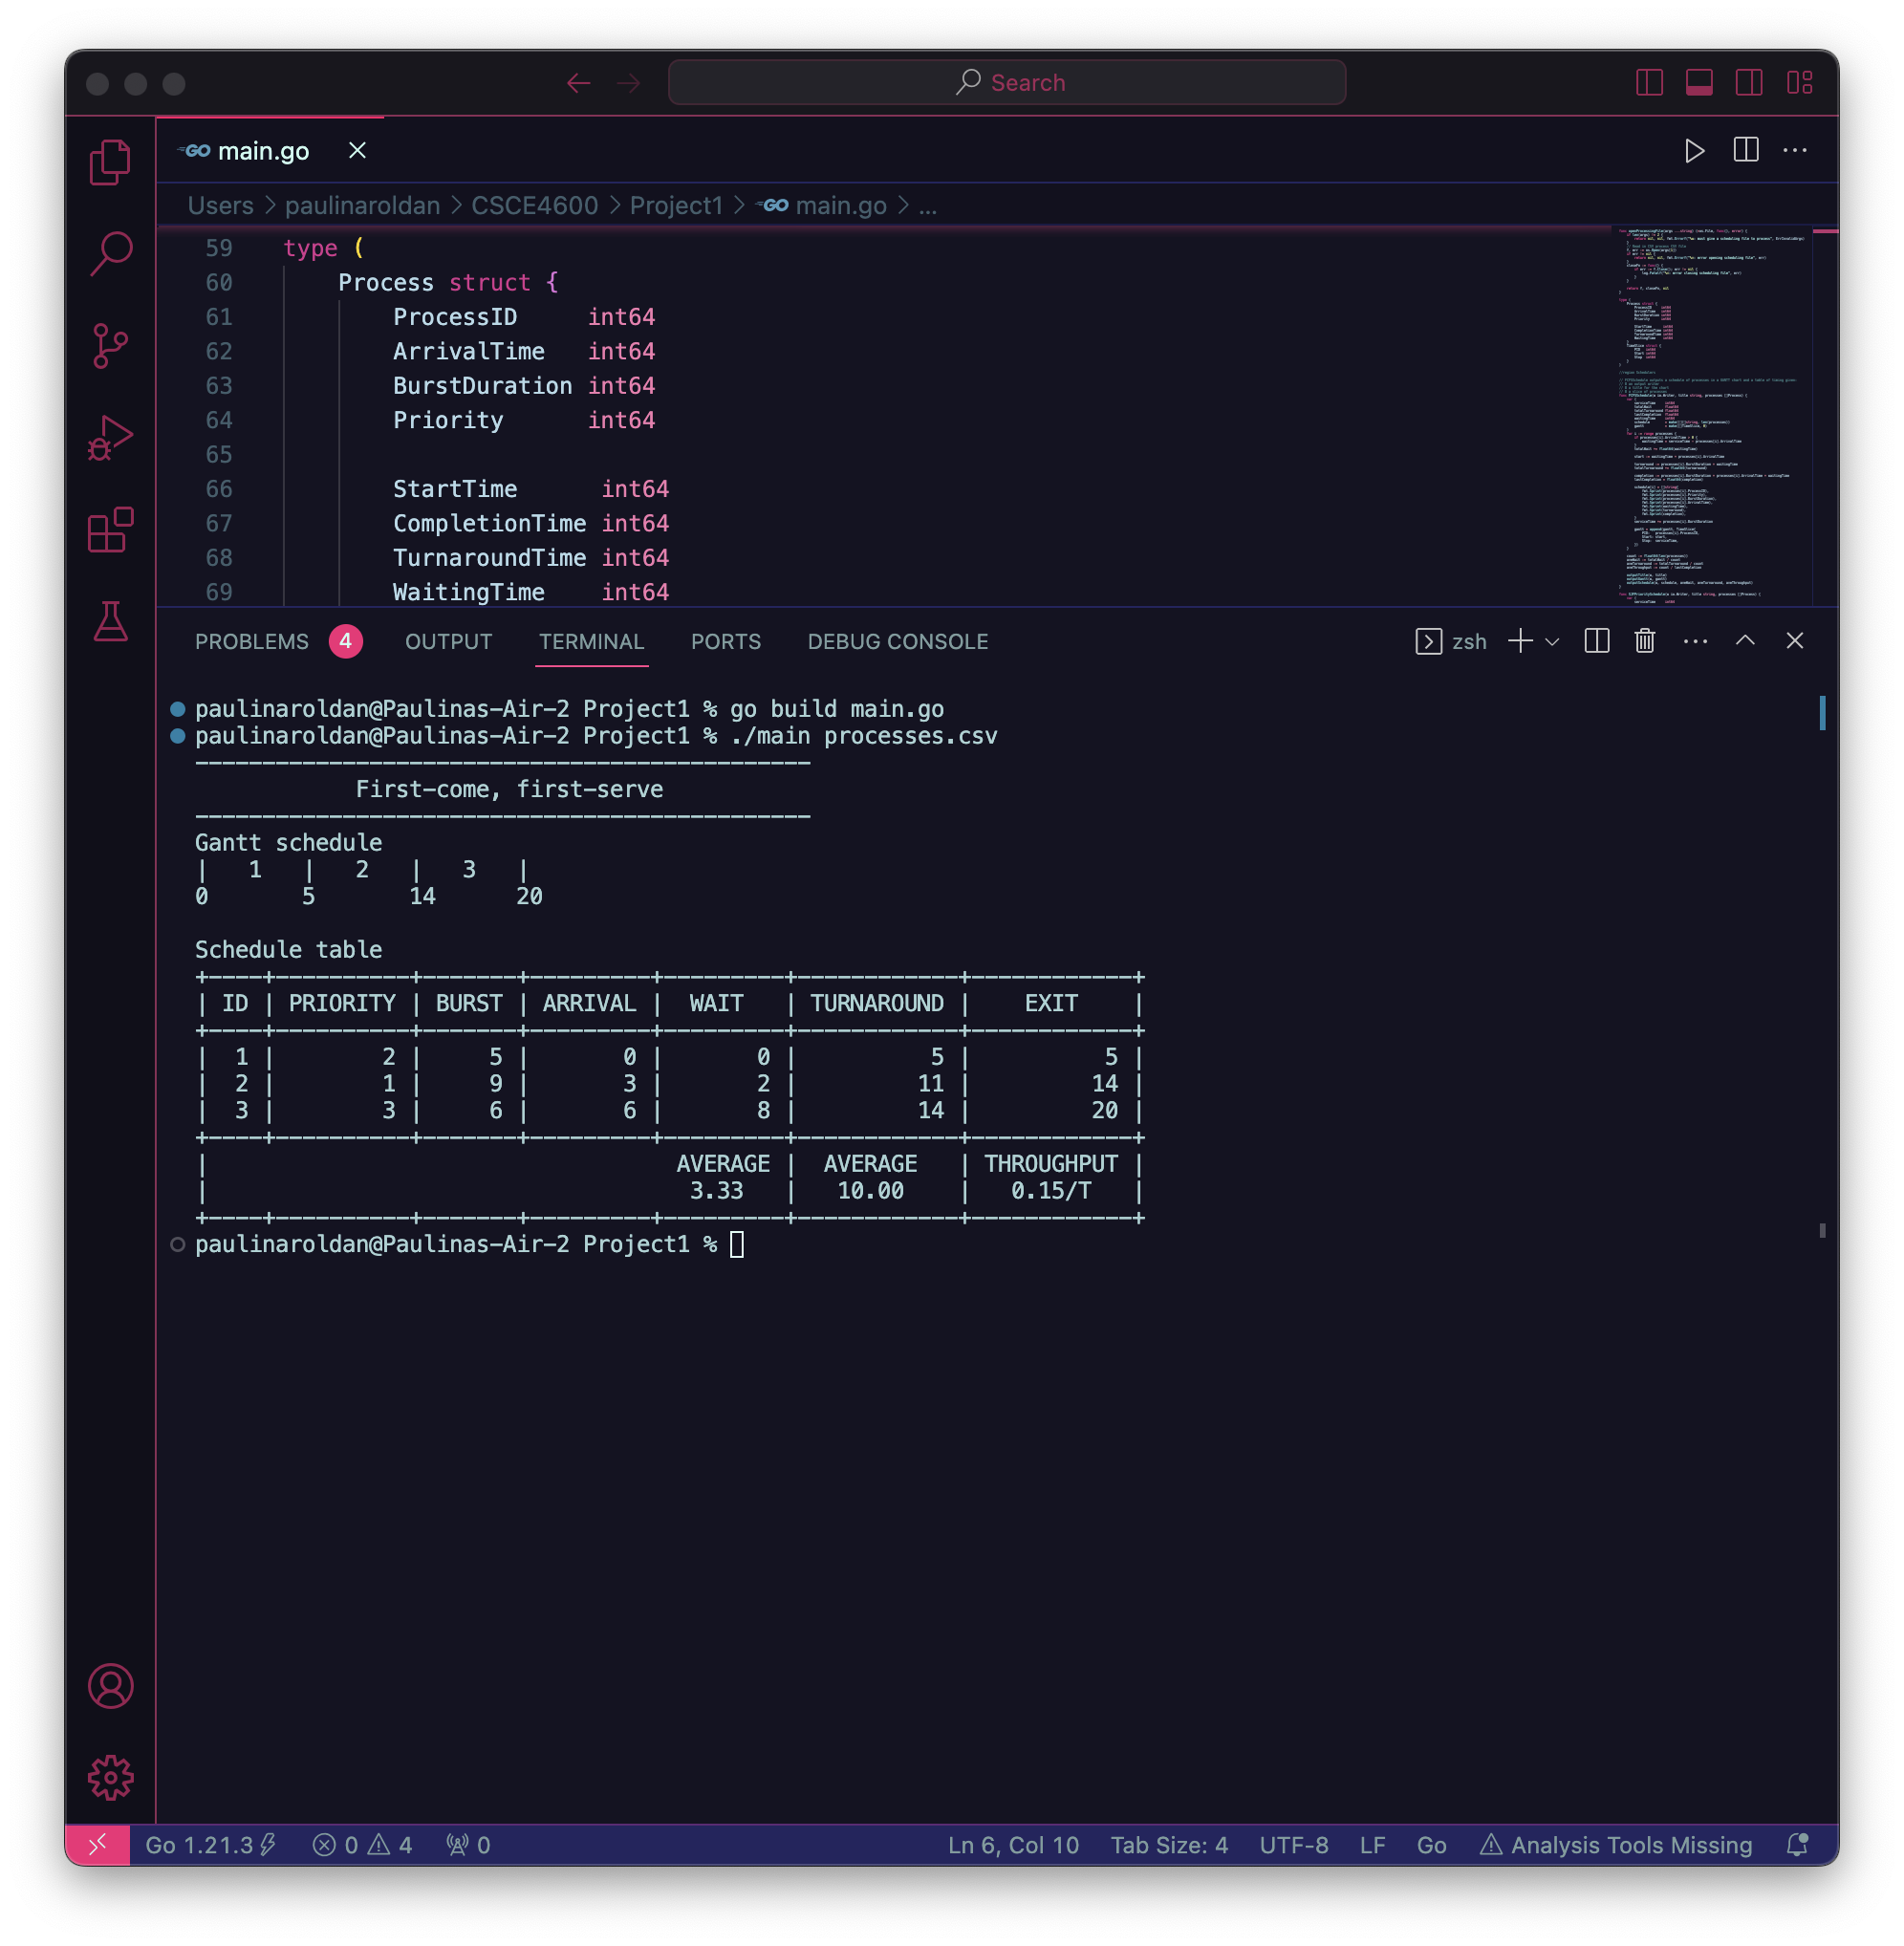 Search
GO main.go
Users > paulinaroldan > CSCE4600 > Project1 > GO main.go > ...
59 type (
60 Process struct {
61 ProcessID int64
62 ArrivalTime int64
63 BurstDuration int64
64 Priority int64
65
66 StartTime int64
67 CompletionTime int64
68 TurnaroundTime int64
69 WaitingTime int64
PROBLEMS 4 OUTPUT TERMINAL PORTS DEBUG CONSOLE zsh
paulinaroldan@Paulinas-Air-2 Project1 % go build main.go
paulinaroldan@Paulinas-Air-2 Project1 % ./main processes.csv
----------------------------------------------
            First-come, first-serve
----------------------------------------------
Gantt schedule
|   1   |   2   |   3   |
0       5       14      20

Schedule table
+----+----------+-------+---------+---------+------------+------------+
| ID | PRIORITY | BURST | ARRIVAL |  WAIT   | TURNAROUND |    EXIT    |
+----+----------+-------+---------+---------+------------+------------+
|  1 |        2 |     5 |       0 |       0 |          5 |          5 |
|  2 |        1 |     9 |       3 |       2 |         11 |         14 |
|  3 |        3 |     6 |       6 |       8 |         14 |         20 |
+----+----------+-------+---------+---------+------------+------------+
|                                   AVERAGE |  AVERAGE   | THROUGHPUT |
|                                    3.33   |   10.00    |   0.15/T   |
+----+----------+-------+---------+---------+------------+------------+
paulinaroldan@Paulinas-Air-2 Project1 %
Go 1.21.3 0 4 0 Ln 6, Col 10 Tab Size: 4 UTF-8 LF Go Analysis Tools Missing